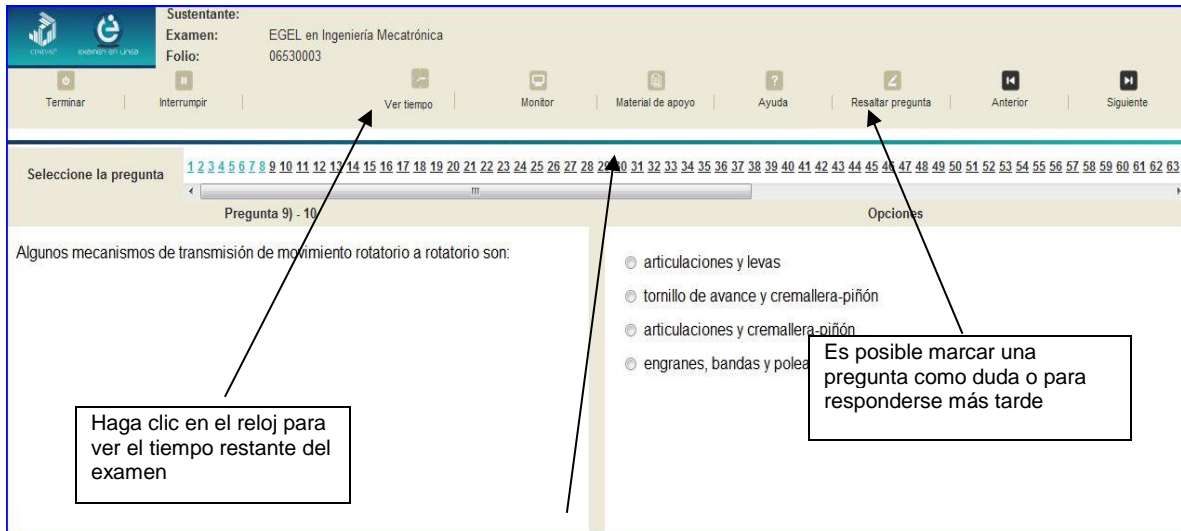 Sustentante:
Examen: EGEL en Ingeniería Mecatrónica
Folio: 06530003
CENEVAL® examen en línea
Terminar Interrumpir Ver tiempo Monitor Material de apoyo Ayuda Resaltar pregunta Anterior Siguiente
Seleccione la pregunta 1 2 3 4 5 6 7 8 9 10 11 12 13 14 15 16 17 18 19 20 21 22 23 24 25 26 27 28 29 30 31 32 33 34 35 36 37 38 39 40 41 42 43 44 45 46 47 48 49 50 51 52 53 54 55 56 57 58 59 60 61 62 63
Pregunta 9) - 10 Opciones
Algunos mecanismos de transmisión de movimiento rotatorio a rotatorio son:
articulaciones y levas
tornillo de avance y cremallera-piñón
articulaciones y cremallera-piñón
engranes, bandas y polea
Es posible marcar una
pregunta como duda o para
responderse más tarde
Haga clic en el reloj para
ver el tiempo restante del
examen